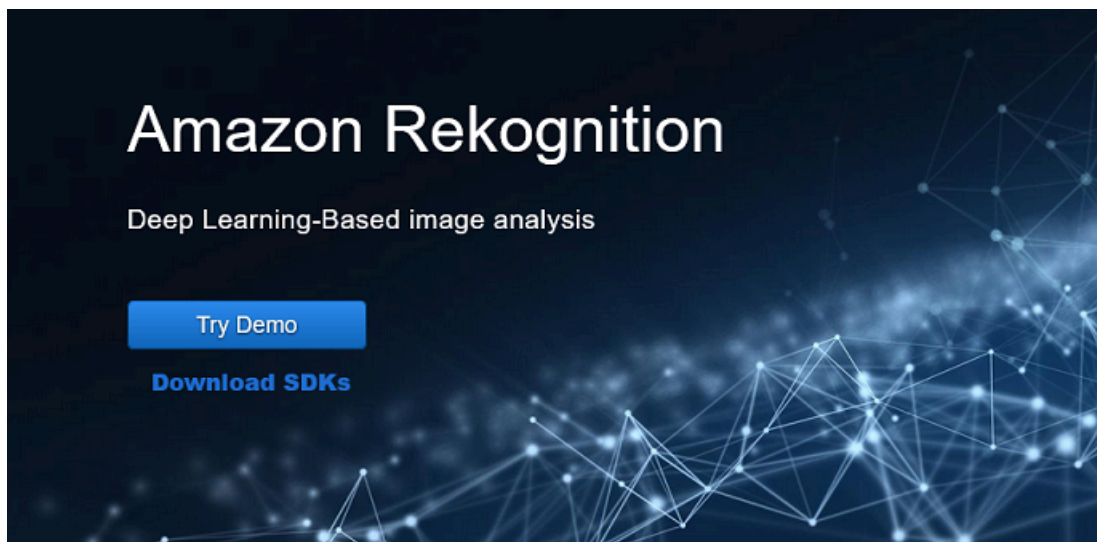 Amazon Rekognition
Deep Learning-Based image analysis
Try Demo
Download SDKs